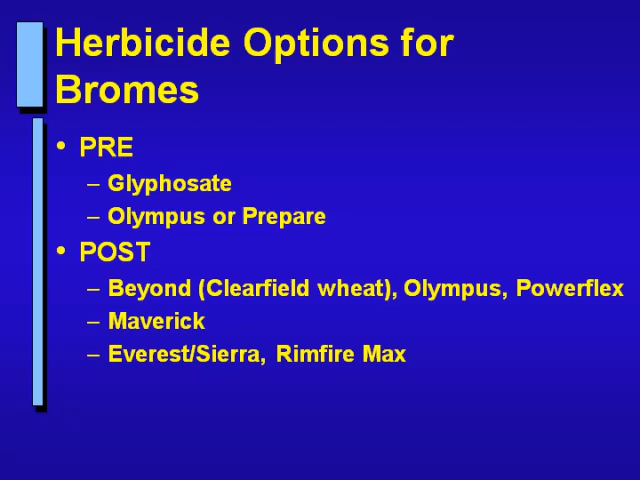 Herbicide Options for
Bromes
• PRE
– Glyphosate
– Olympus or Prepare
• POST
– Beyond (Clearfield wheat), Olympus, Powerflex
– Maverick
– Everest/Sierra, Rimfire Max